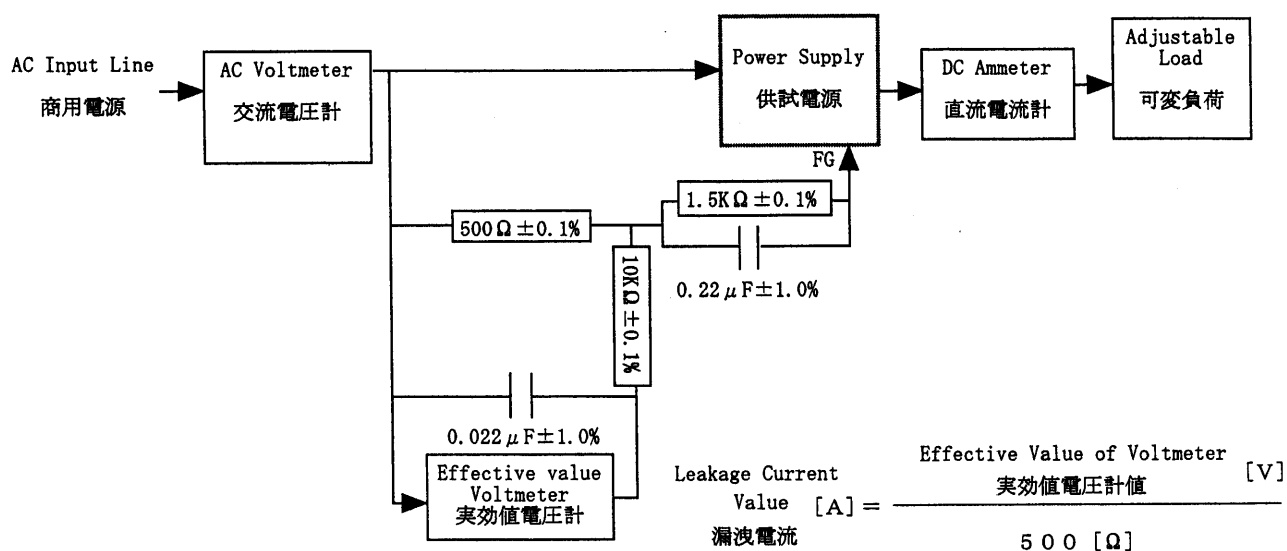 AC Input Line
商用電源
AC Voltmeter
交流電圧計
Power Supply
供試電源
DC Ammeter
直流電流計
Adjustable
Load
可変負荷
FG
1.5KΩ±0.1%
500Ω±0.1%
0.22μF±1.0%
10KΩ±0.1%
0.022μF±1.0%
Effective value
Voltmeter
実効値電圧計
Leakage Current
Value [A]=
漏洩電流
Effective Value of Voltmeter
実効値電圧計値 [V]
500 [Ω]